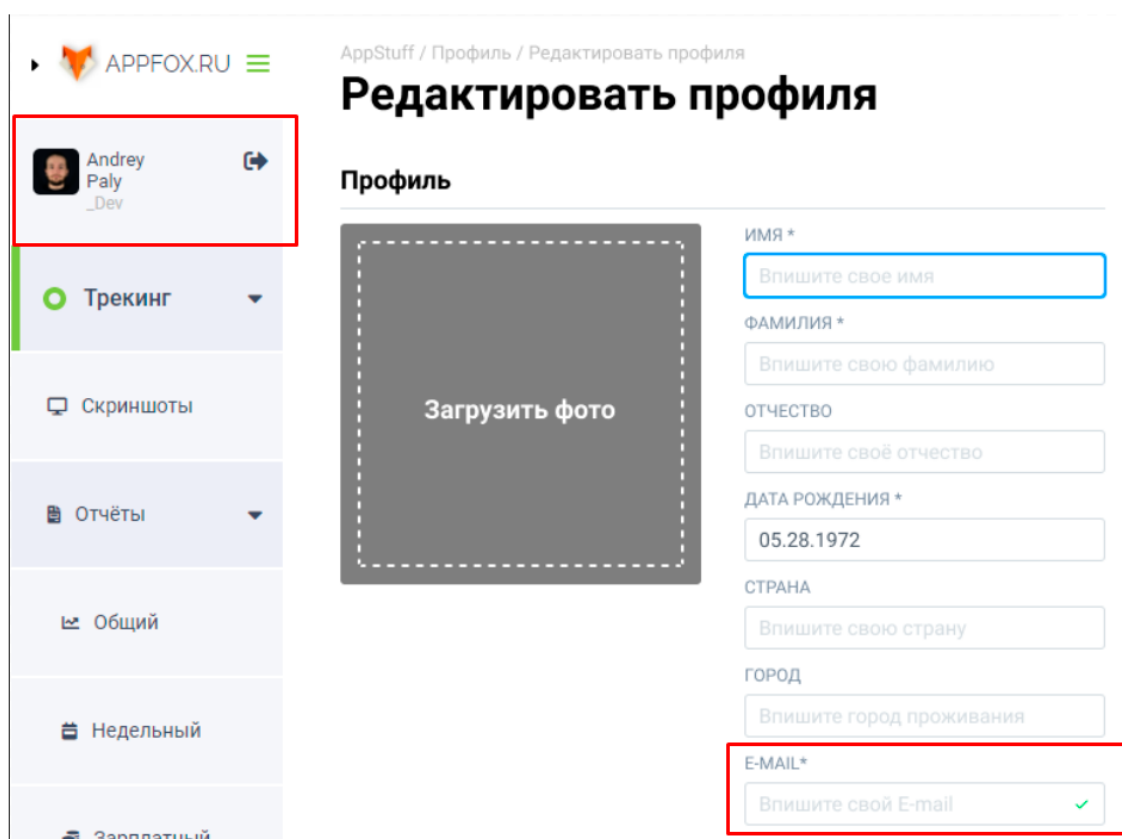 APPFOX.RU
Andrey
Paly
_Dev
Трекинг
Скриншоты
Отчёты
Общий
Недельный
Зарплатный
AppStuff / Профиль / Редактировать профиля
Редактировать профиля
Профиль
Загрузить фото
ИМЯ *
Впишите свое имя
ФАМИЛИЯ *
Впишите свою фамилию
ОТЧЕСТВО
Впишите своё отчество
ДАТА РОЖДЕНИЯ *
05.28.1972
СТРАНА
Впишите свою страну
ГОРОД
Впишите город проживания
E-MAIL*
Впишите свой E-mail